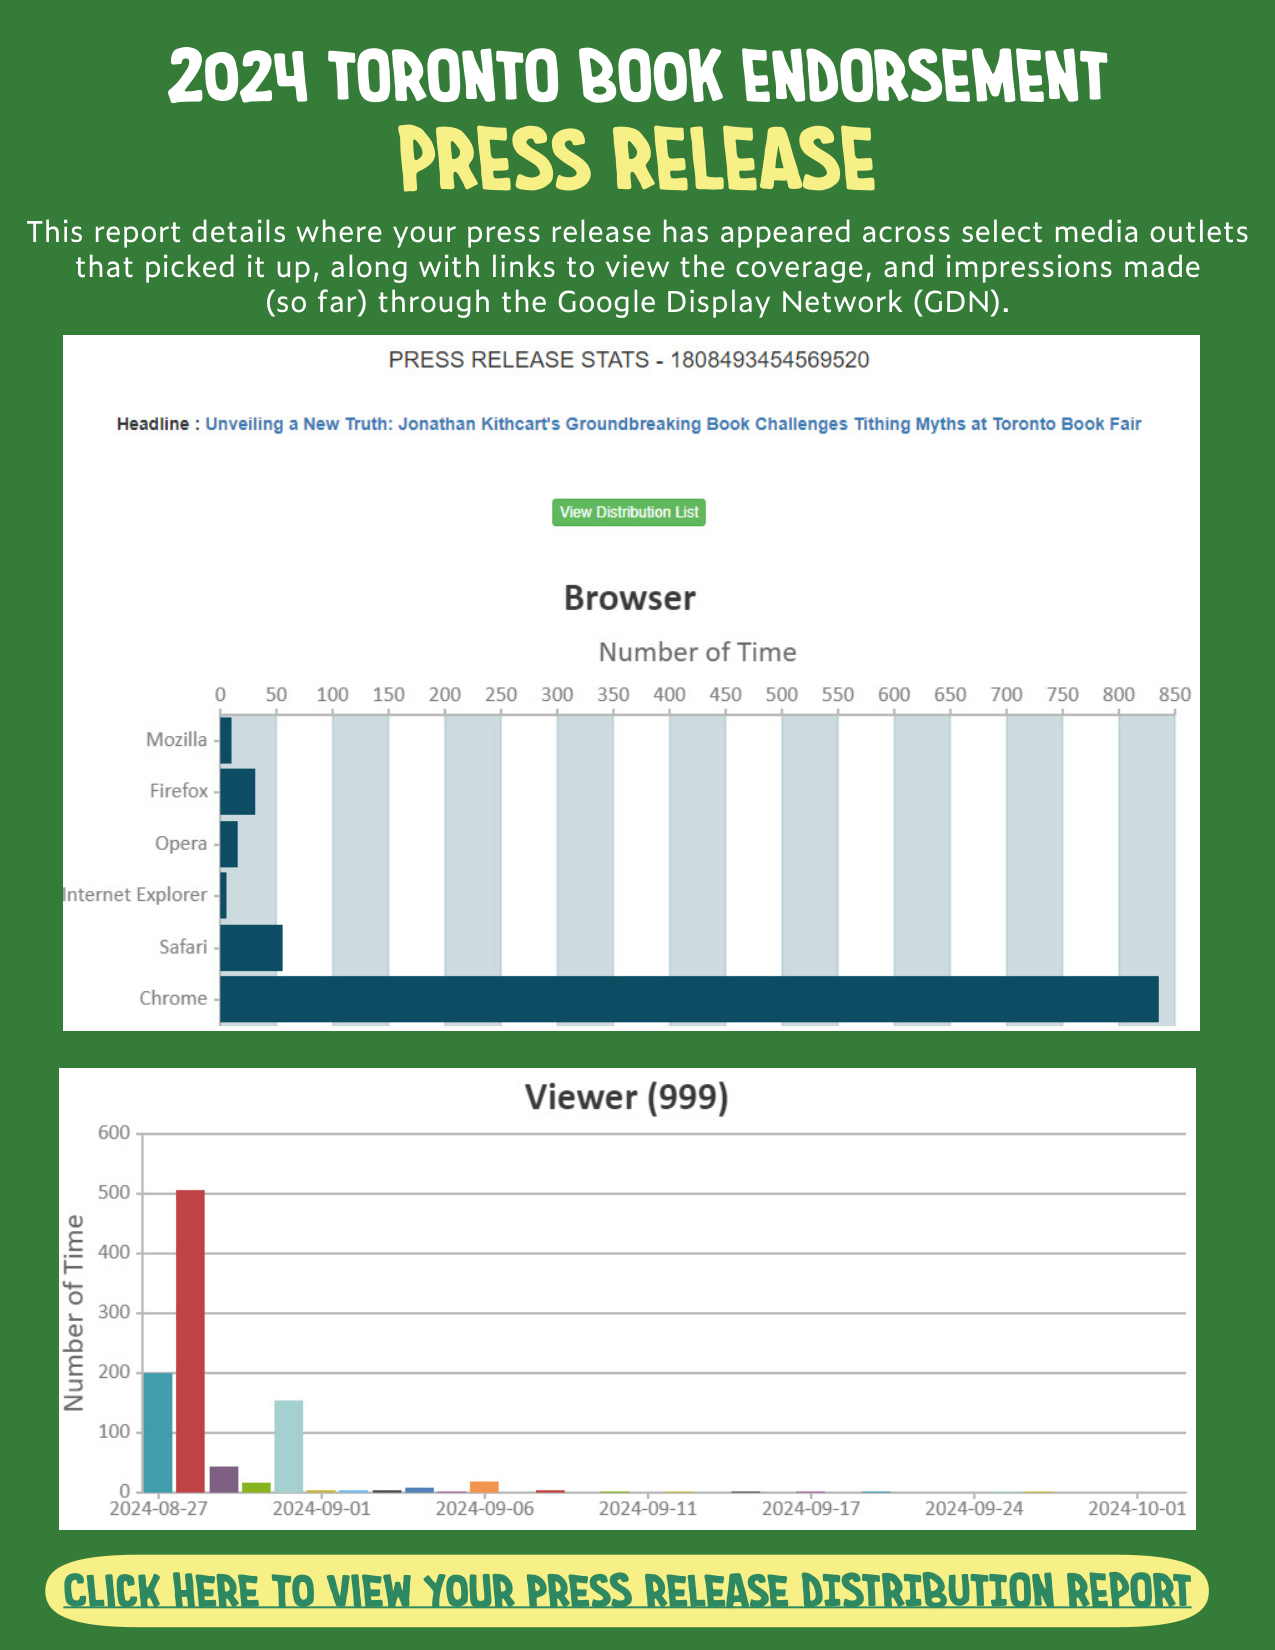 2024 TORONTO BOOK ENDORSEMENT
PRESS RELEASE
This report details where your press release has appeared across select media outlets
that picked it up, along with links to view the coverage, and impressions made
(so far) through the Google Display Network (GDN).
PRESS RELEASE STATS - 1808493454569520
Headline : Unveiling a New Truth: Jonathan Kithcart's Groundbreaking Book Challenges Tithing Myths at Toronto Book Fair
View Distribution List
Browser
Number of Time
0 50 100 150 200 250 300 350 400 450 500 550 600 650 700 750 800 850
Mozilla
Firefox
Opera
Internet Explorer
Safari
Chrome
Viewer (999)
Number of Time
600
500
400
300
200
100
0
2024-08-27 2024-09-01 2024-09-06 2024-09-11 2024-09-17 2024-09-24 2024-10-01
CLICK HERE TO VIEW YOUR PRESS RELEASE DISTRIBUTION REPORT